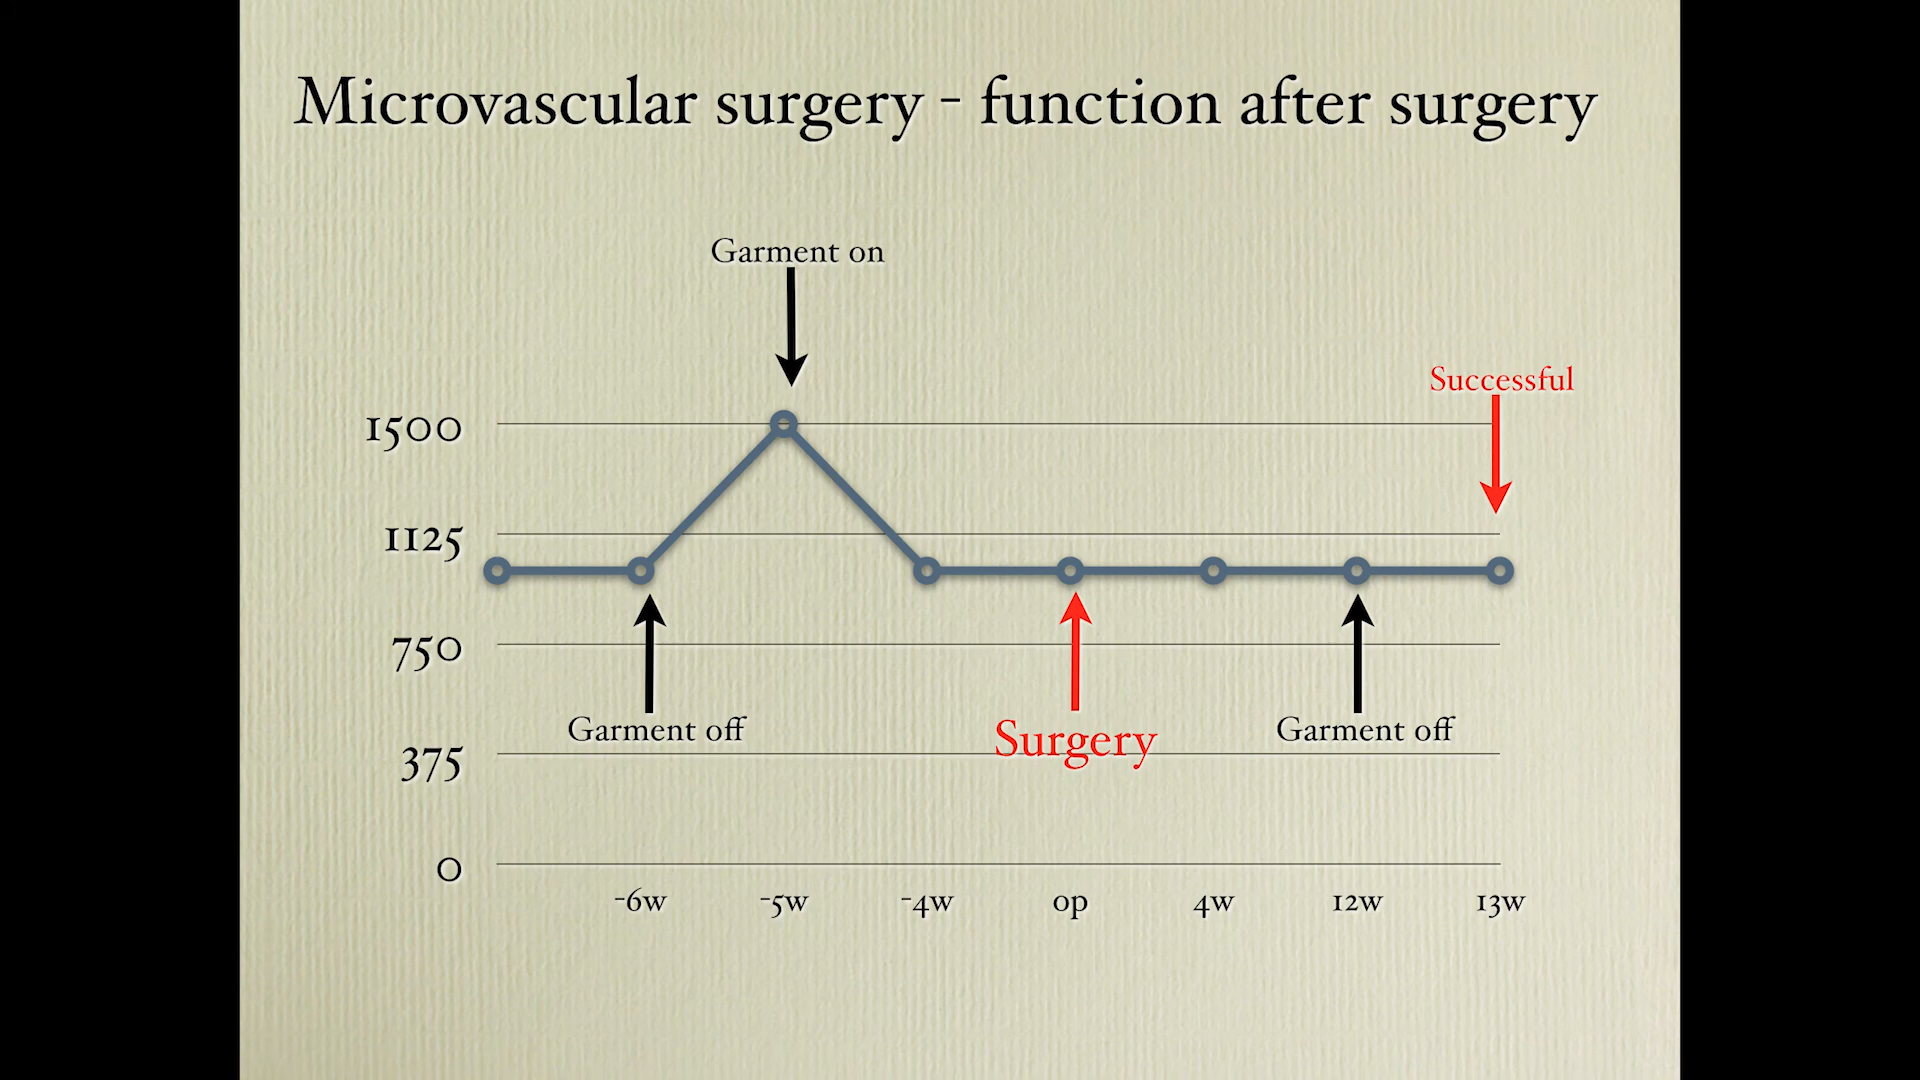 Microvascular surgery - function after surgery
Garment on
Successful
1500
1125
750
Garment off
Surgery
Garment off
375
0
-6w
-5w
-4w
op
4w
12w
13w